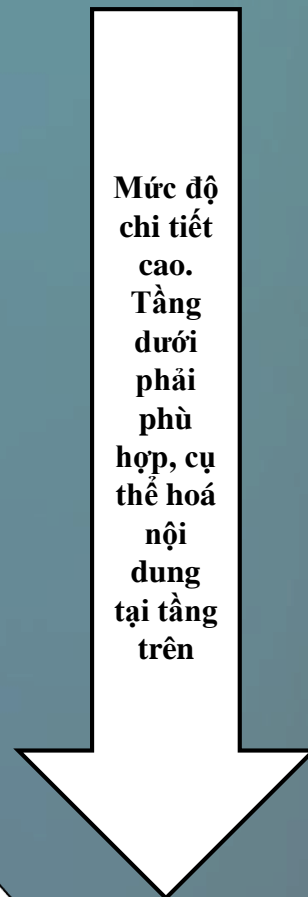 Mức độ
chi tiết
cao.
Tầng
dưới
phải
phù
hợp, cụ
thể hoá
nội
dung
tại tầng
trên